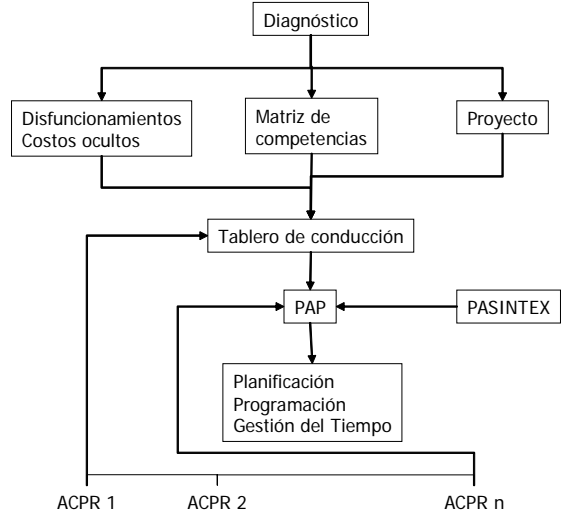 Diagnóstico
Disfuncionamientos
Costos ocultos
Matriz de
competencias
Proyecto
Tablero de conducción
PAP
PASINTEX
Planificación
Programación
Gestión del Tiempo
ACPR 1
ACPR 2
ACPR n